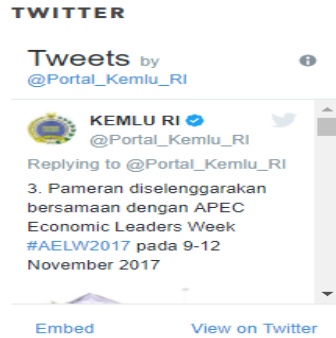 TWITTER
Tweets by
@Portal_Kemlu_RI
KEMLU RI
@Portal_Kemlu_RI
Replying to @Portal_Kemlu_RI
3. Pameran diselenggarakan
bersamaan dengan APEC
Economic Leaders Week
#AELW2017 pada 9-12
November 2017
Embed
View on Twitter